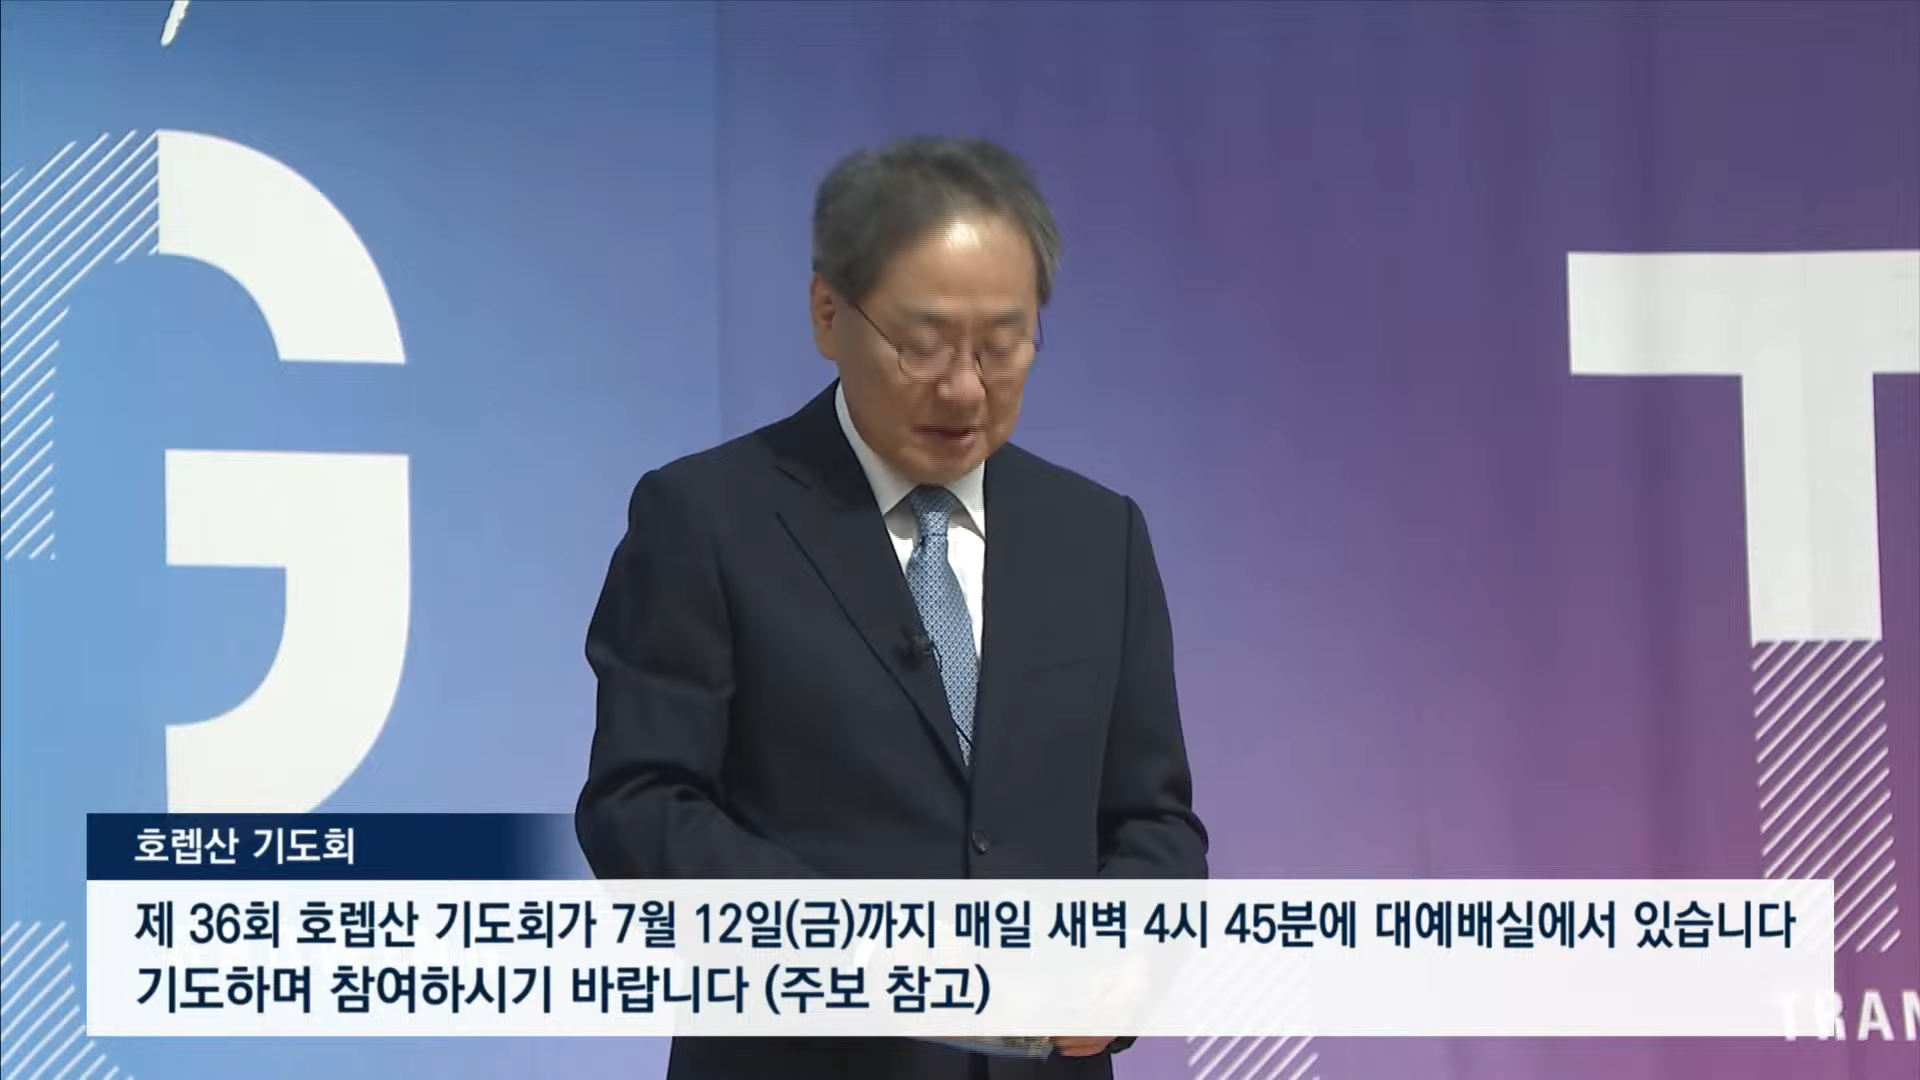 G
T
호렙산 기도회
제 36회 호렙산 기도회가 7월 12일(금)까지 매일 새벽 4시 45분에 대예배실에서 있습니다
기도하며 참여하시기 바랍니다 (주보 참고)
TRAN